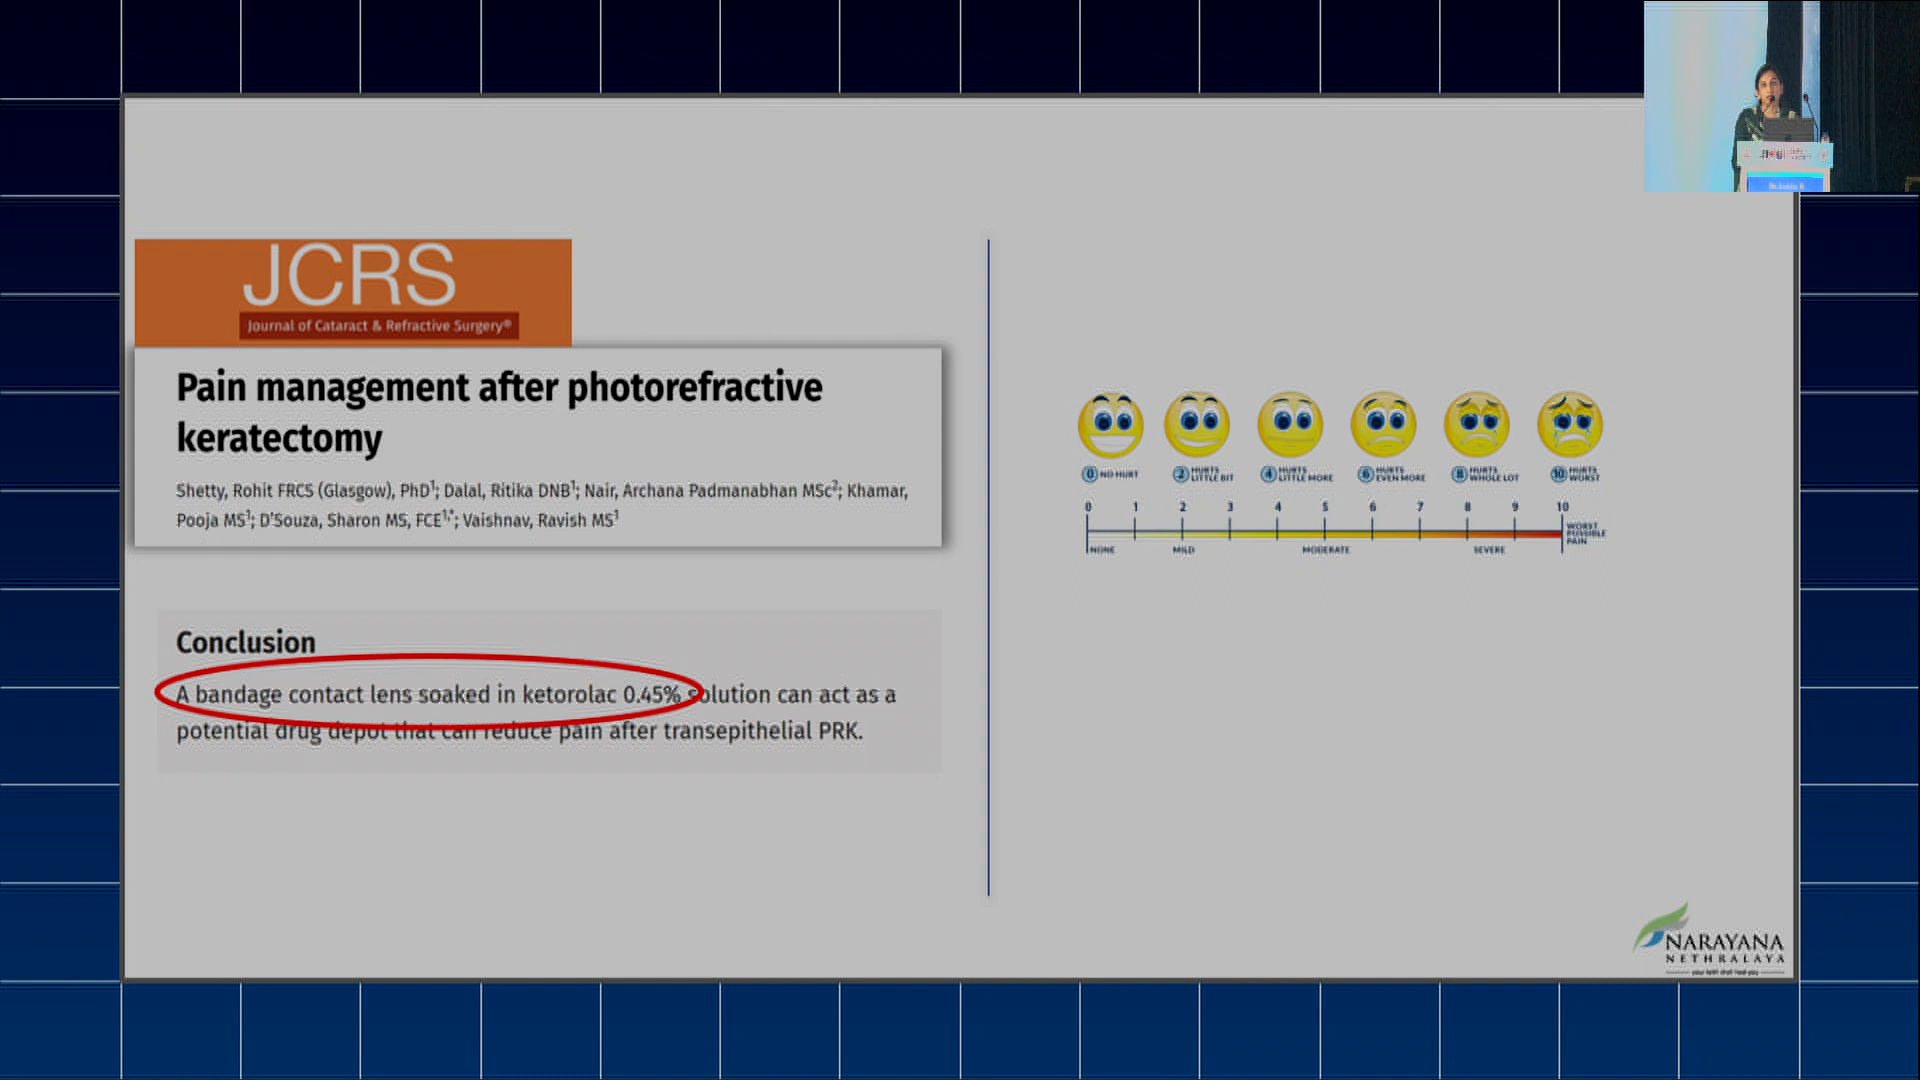 JCRS
Journal of Cataract & Refractive Surgery®
Pain management after photorefractive
keratectomy
Shetty, Rohit FRCS (Glasgow), PhD1; Dalal, Ritika DNB1; Nair, Archana Padmanabhan MSc2; Khamar,
Pooja MS1; D'Souza, Sharon MS, FCE1,*; Vaishnav, Ravish MS1
Conclusion
A bandage contact lens soaked in ketorolac 0.45% solution can act as a
potential drug depot that can reduce pain after transepithelial PRK.
0 NO HURT
2 HURTS LITTLE BIT
4 HURTS LITTLE MORE
6 HURTS EVEN MORE
8 HURTS WHOLE LOT
10 HURTS WORST
0 1 2 3 4 5 6 7 8 9 10
NONE MILD MODERATE SEVERE WORST POSSIBLE PAIN
NARAYANA
NETHRALAYA
your faith shall heal you